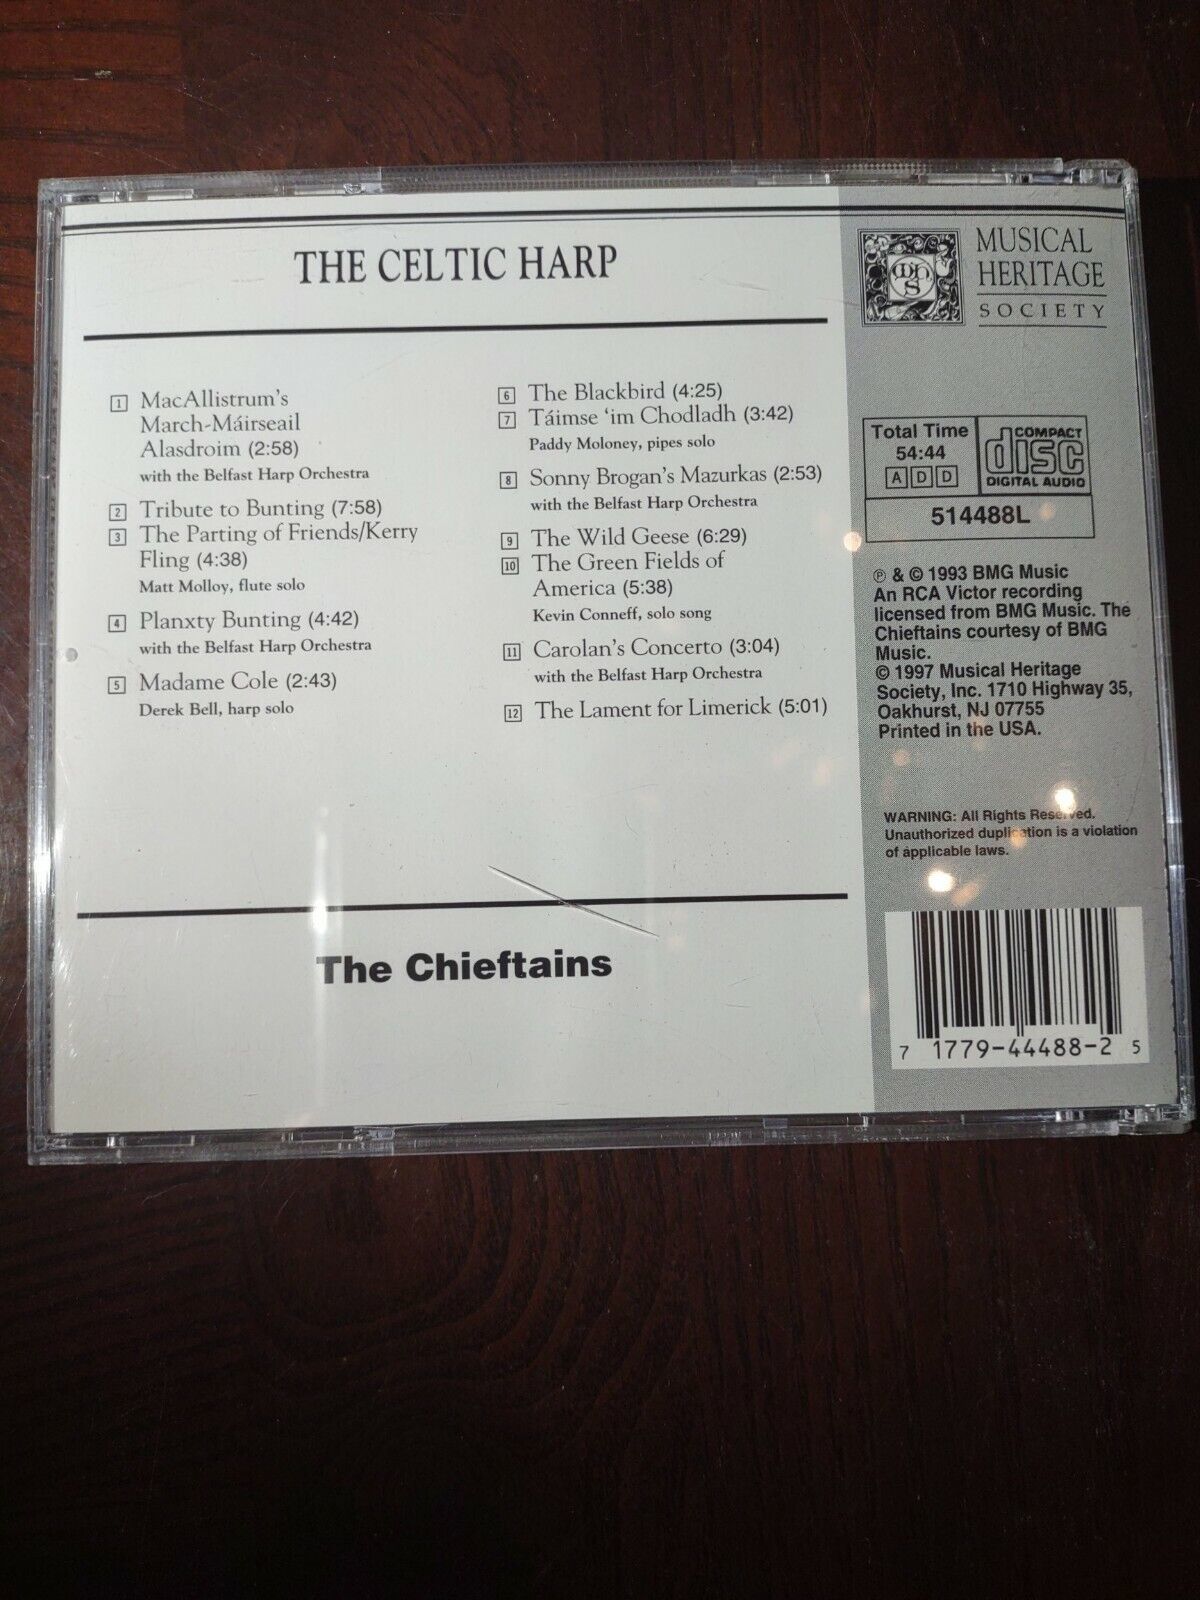 THE CELTIC HARP
1 MacAllistrum's
March-Máirseail
Alasdroim (2:58)
with the Belfast Harp Orchestra
2 Tribute to Bunting (7:58)
3 The Parting of Friends/Kerry
Fling (4:38)
Matt Molloy, flute solo
4 Planxty Bunting (4:42)
with the Belfast Harp Orchestra
5 Madame Cole (2:43)
Derek Bell, harp solo
6 The Blackbird (4:25)
7 Táimse 'im Chodladh (3:42)
Paddy Moloney, pipes solo
8 Sonny Brogan's Mazurkas (2:53)
with the Belfast Harp Orchestra
9 The Wild Geese (6:29)
10 The Green Fields of
America (5:38)
Kevin Conneff, solo song
11 Carolan's Concerto (3:04)
with the Belfast Harp Orchestra
12 The Lament for Limerick (5:01)
The Chieftains
mhs
MUSICAL
HERITAGE
SOCIETY
Total Time
54:44
A D D
COMPACT
disc
DIGITAL AUDIO
514488L
℗ & © 1993 BMG Music
An RCA Victor recording
licensed from BMG Music. The
Chieftains courtesy of BMG
Music.
© 1997 Musical Heritage
Society, Inc. 1710 Highway 35,
Oakhurst, NJ 07755
Printed in the USA.
WARNING: All Rights Reserved.
Unauthorized duplication is a violation
of applicable laws.
7 1779-44488-2 5